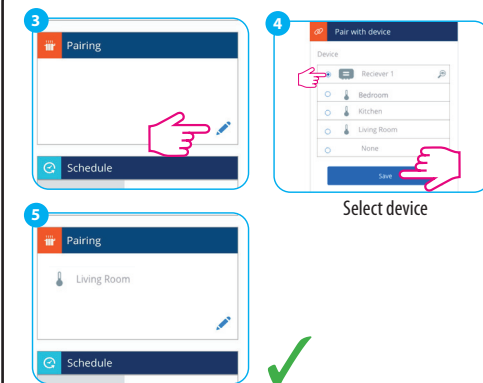 3
Pairing
Schedule
4
Pair with device
Device
Reciever 1
Bedroom
Kitchen
Living Room
None
Save
Select device
5
Pairing
Living Room
Schedule